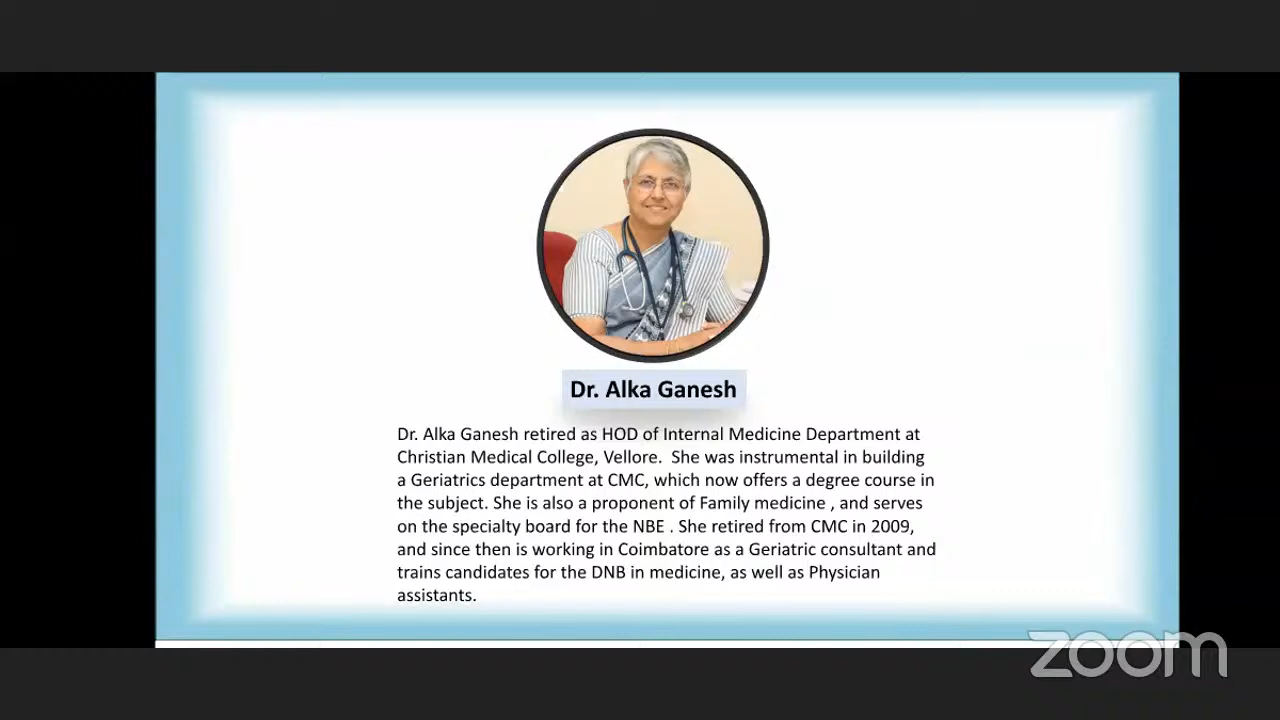 Dr. Alka Ganesh
Dr. Alka Ganesh retired as HOD of Internal Medicine Department at
Christian Medical College, Vellore.  She was instrumental in building
a Geriatrics department at CMC, which now offers a degree course in
the subject. She is also a proponent of Family medicine , and serves
on the specialty board for the NBE . She retired from CMC in 2009,
and since then is working in Coimbatore as a Geriatric consultant and
trains candidates for the DNB in medicine, as well as Physician
assistants.
zoom